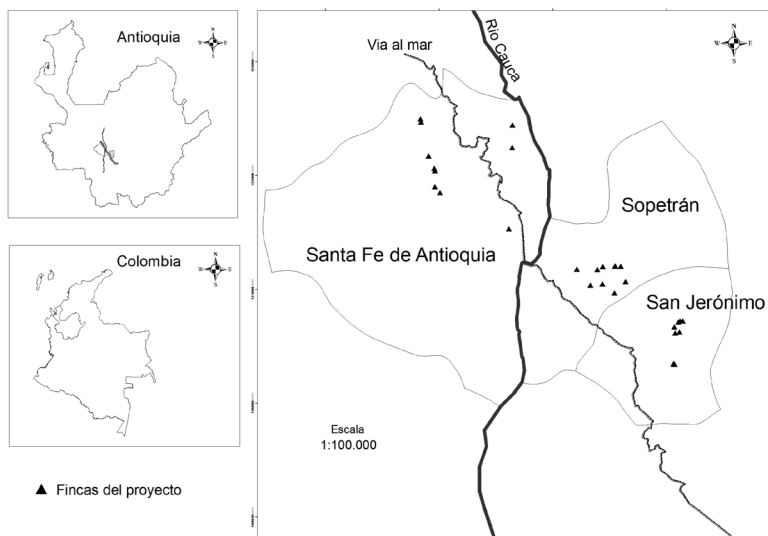 Antioquia
N
W E
S
Colombia
N
W E
S
Fincas del proyecto
Via al mar
Río Cauca
N
W E
S
Sopetrán
Santa Fe de Antioquia
San Jerónimo
Escala
1:100.000